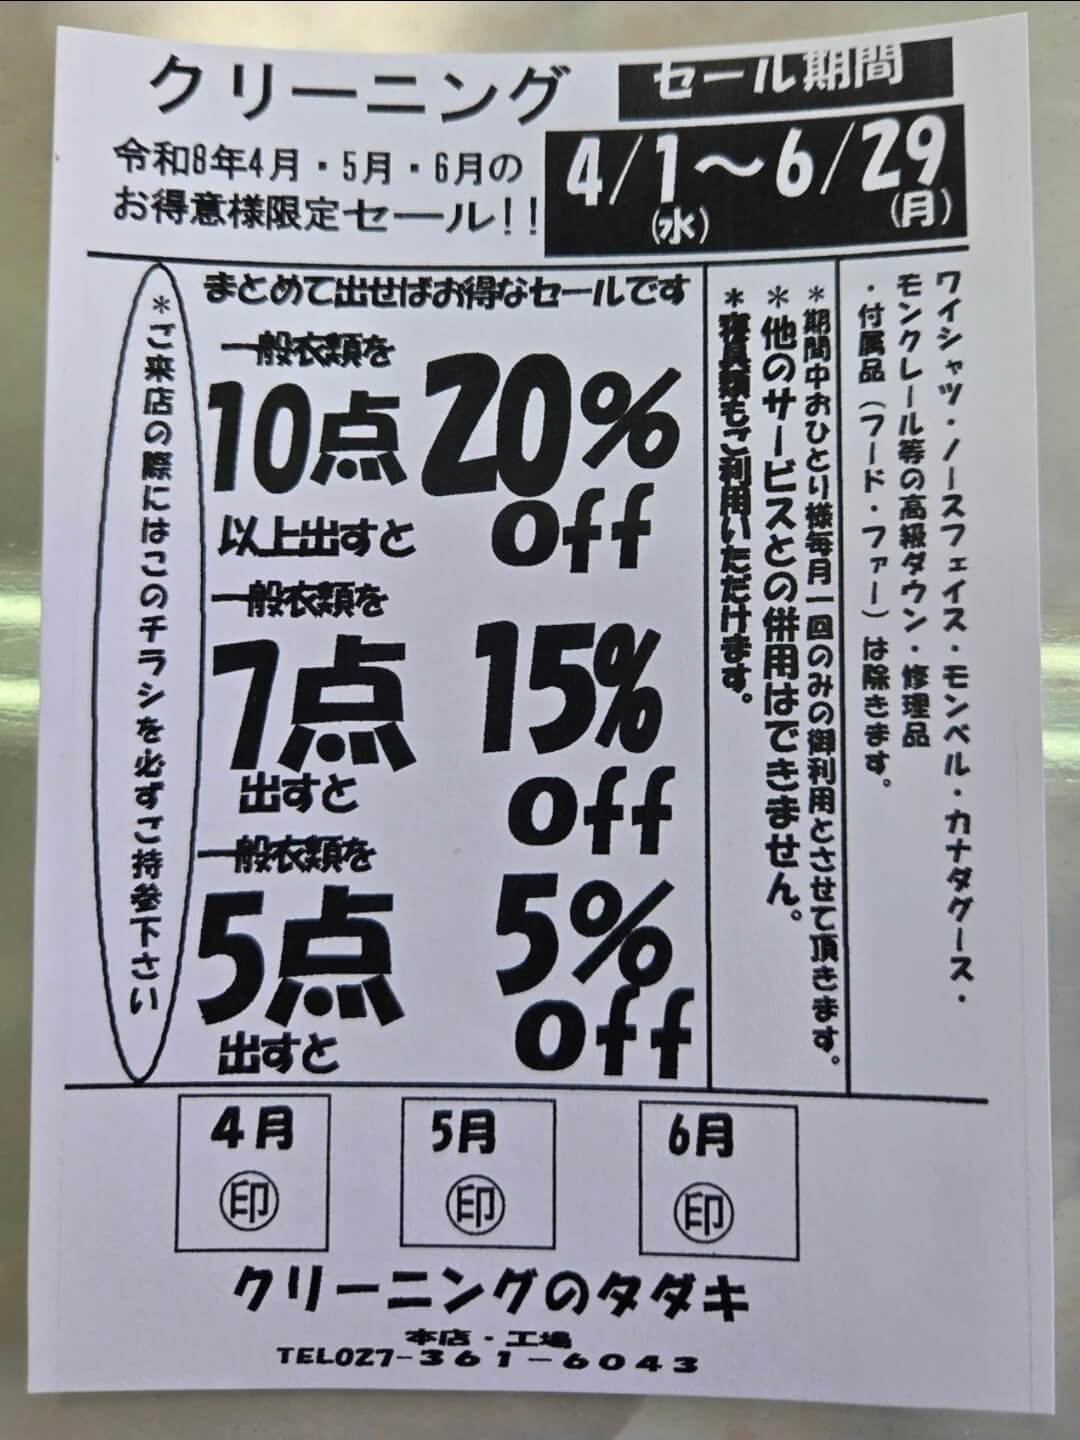 クリーニング
セール期間
令和8年4月・5月・6月の
お得意様限定セール!!
4/1～6/29
(水)
(月)
ワイシャツ・ノースフェイス・モンベル・カナダグース・
モンクレール等の高級ダウン・修理品
・付属品（フード・ファー）は除きます。
＊期間中おひとり様毎月一回のみの御利用とさせて頂きます。
＊他のサービスとの併用はできません。
＊寝具類もご利用いただけます。
まとめて出せばお得なセールです
一般衣類を
10点 20%
以上出すと off
一般衣類を
7点 15%
出すと off
一般衣類を
5点 5%
出すと off
＊ご来店の際にはこのチラシを必ずご持参下さい
4月
印
5月
印
6月
印
クリーニングのタダキ
本店・工場
TEL027-361-6043